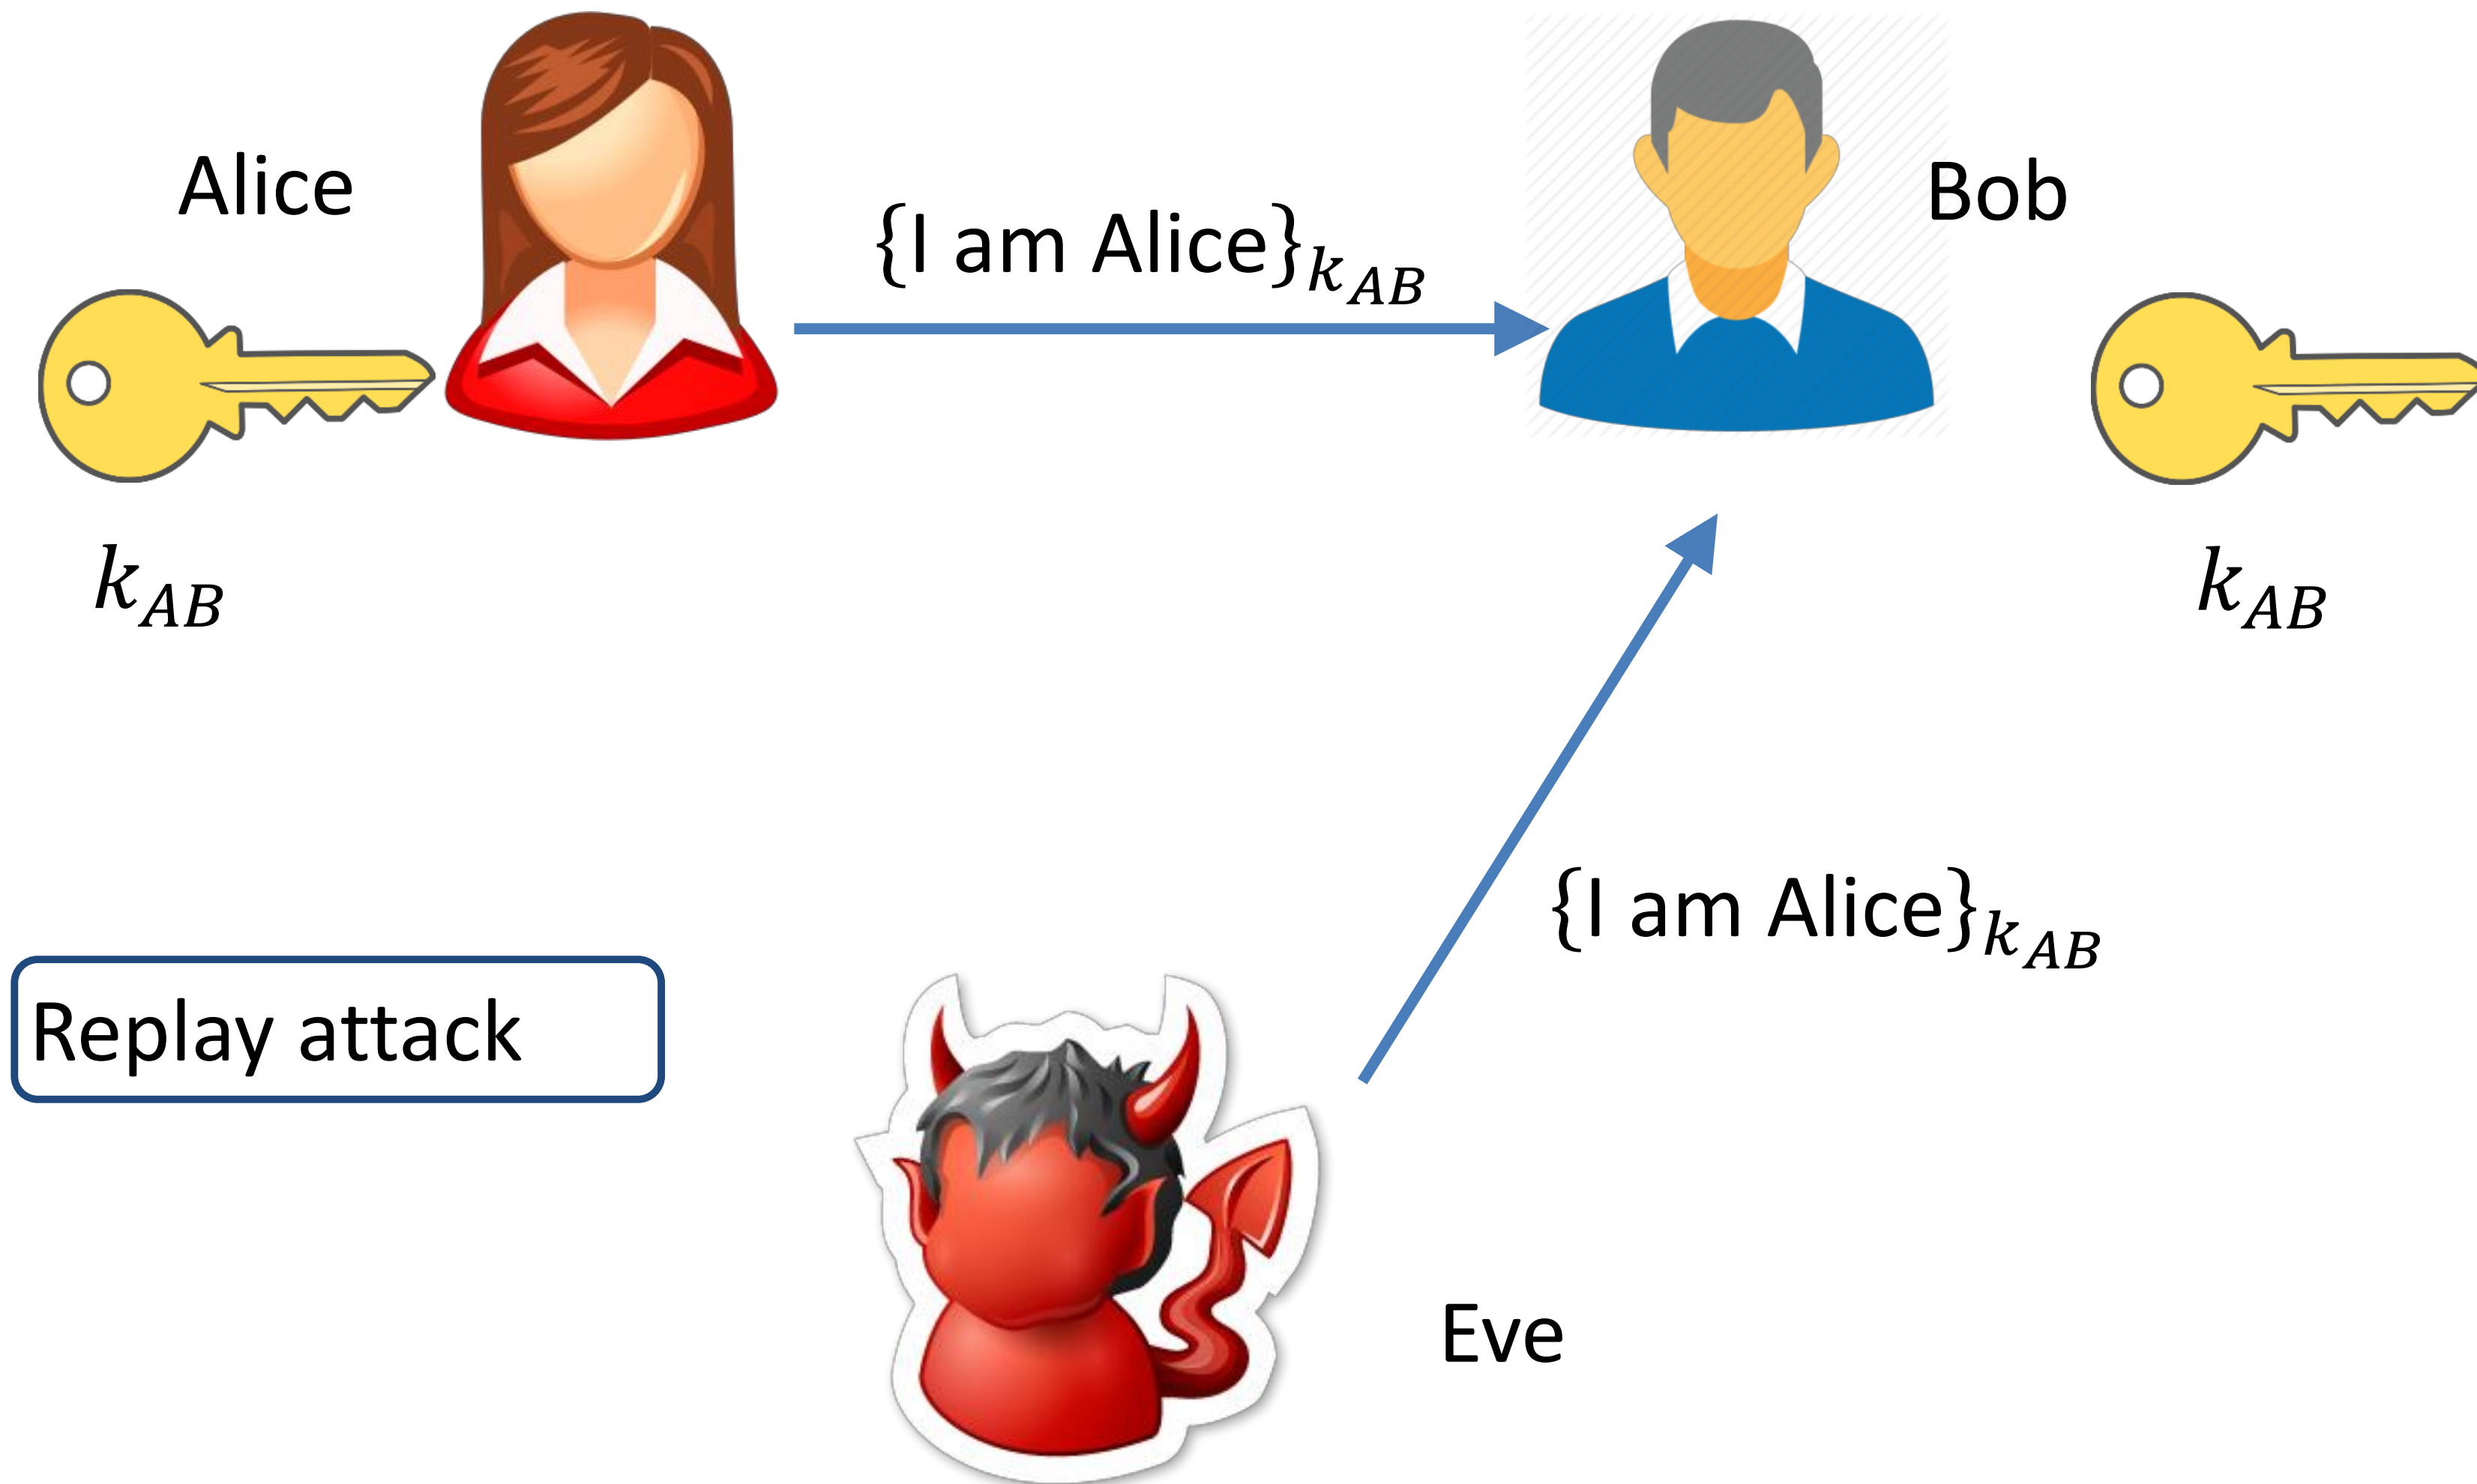 Alice
{I am Alice}k_AB
Bob
k_AB
k_AB
{I am Alice}k_AB
Replay attack
Eve